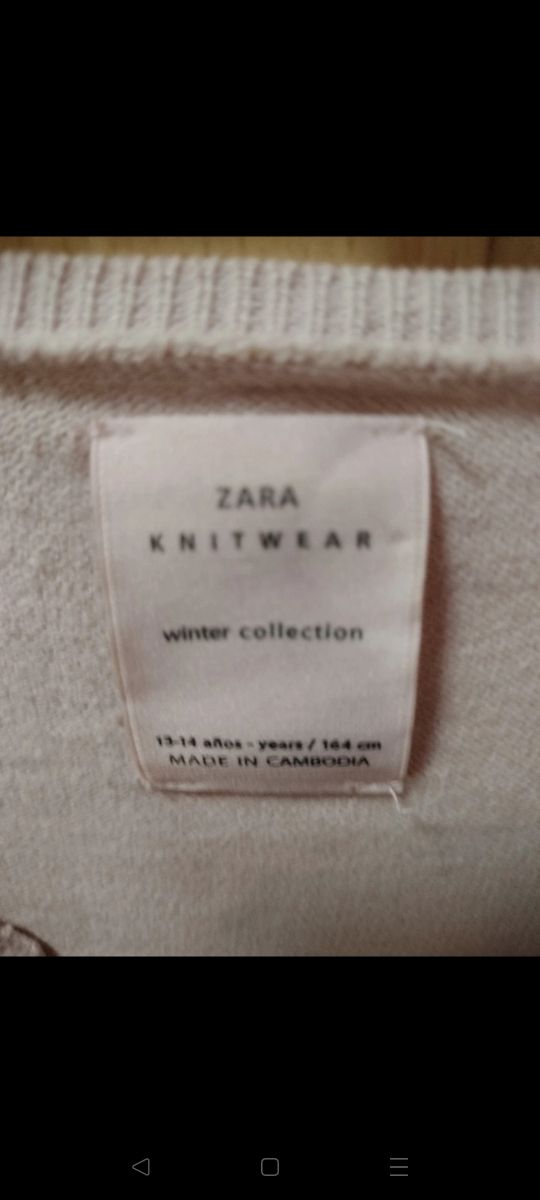 ZARA
KNITWEAR
winter collection
13-14 años - years / 164 cm
MADE IN CAMBODIA